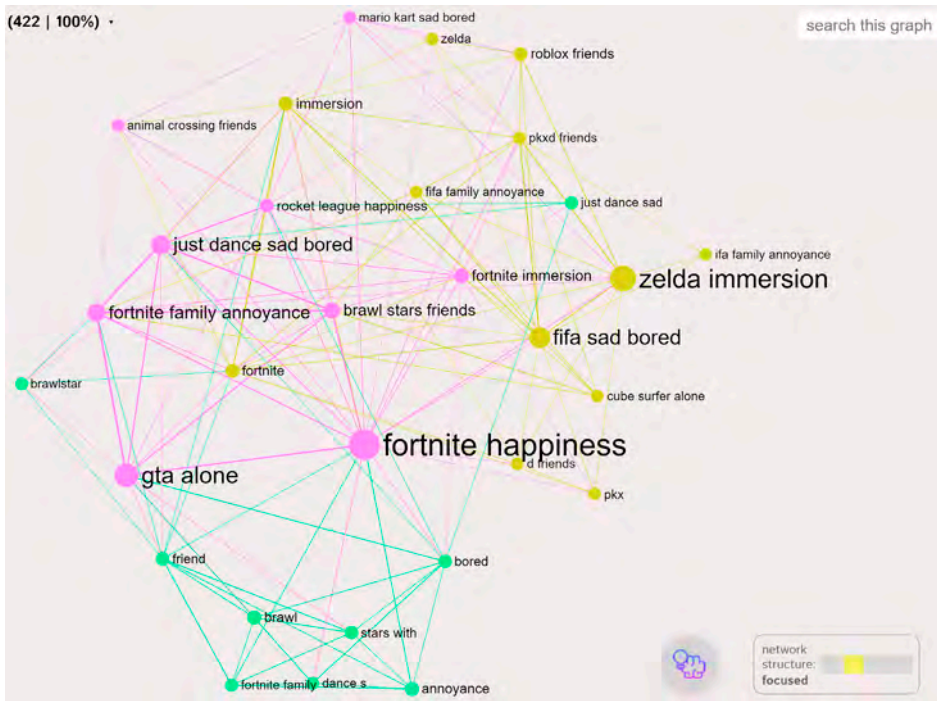 (422 | 100%) ·
search this graph
mario kart sad bored
zelda
roblox friends
immersion
animal crossing friends
pkxd friends
fifa family annoyance
rocket league happiness
just dance sad
just dance sad bored
ifa family annoyance
fortnite immersion
zelda immersion
fortnite family annoyance
brawl stars friends
fifa sad bored
fortnite
brawlstar
cube surfer alone
fortnite happiness
d friends
gta alone
pkx
friend
bored
brawl
stars with
fortnite family
dance s
annoyance
network
structure:
focused